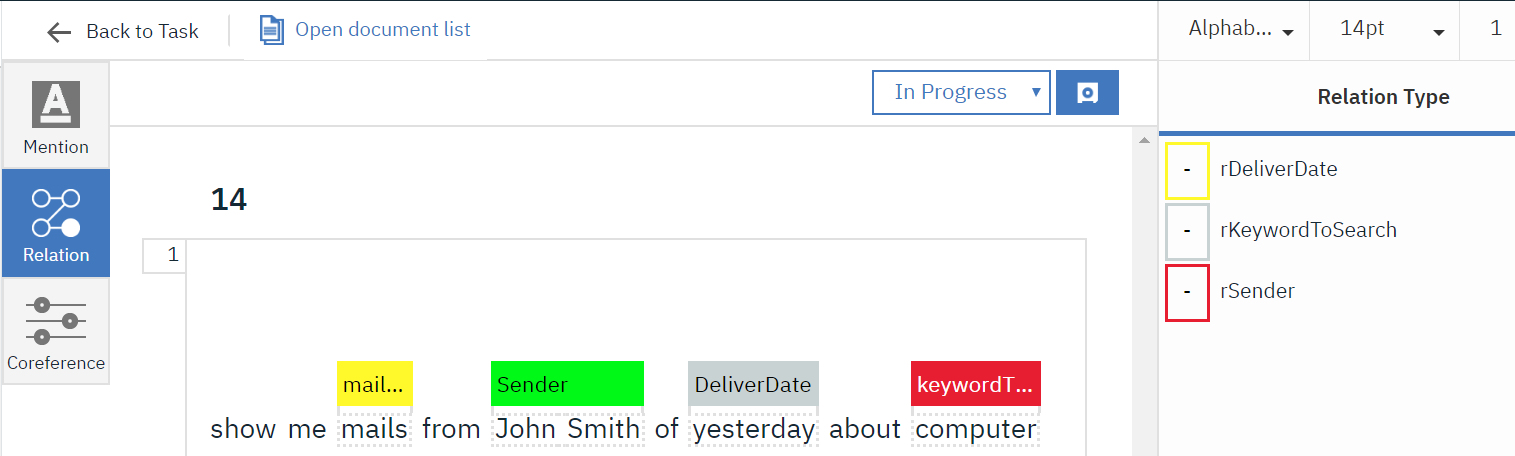 Back to Task
Open document list
Alphab...
14pt
1
In Progress
Relation Type
A
Mention
Relation
Coreference
- rDeliverDate
- rKeywordToSearch
- rSender
14
1
mail... Sender DeliverDate keywordT...
show me mails from John Smith of yesterday about computer